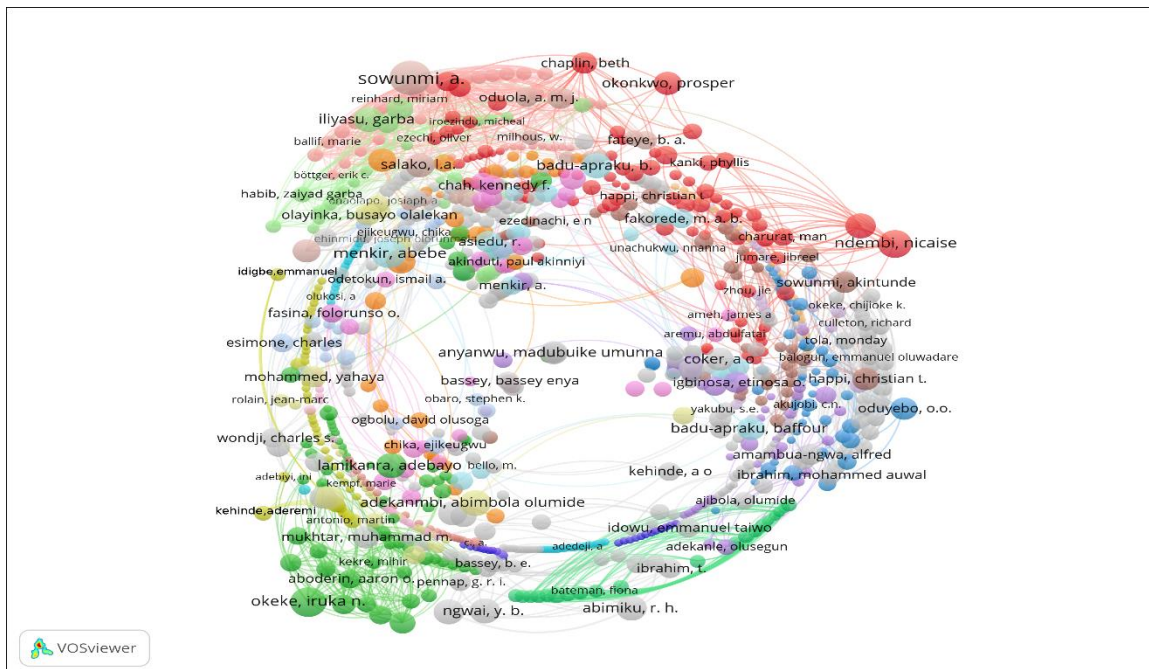 chaplin, beth
sowunmi, a.
okonkwo, prosper
reinhard, miriam
oduola, a. m. j.
iliyasu, garba
iroezindu, micheal
ballif, marie
ezechi, oliver
milhous, w.
fateye, b. a.
salako, l.a.
badu-apraku, b.
kanki, phyllis
böttger, erik c.
chah, kennedy f.
habib, zaiyad garba
happi, christian t
olayinka, busayo olalekan
ezedinachi, e n
fakorede, m. a. b.
ejikeugwu, chika
charurat, man
ndembi, nicaise
asiedu, r.
unachukwu, nnanna
menkir, abebe
jumare, jibreel
akinduti, paul akinniyi
idigbe,emmanuel
odetokun, ismail a.
menkir, a.
zhou, jie
sowunmi, akintunde
olukosi, a
okeke, chijioke k.
fasina, folorunso o.
ameh, james a
culleton, richard
aremu, abdulfatai
tola, monday
esimone, charles
anyanwu, madubuike umunna
coker, a o
balogun, emmanuel oluwadare
mohammed, yahaya
bassey, bassey enya
igbinosa, etinosa o.
happi, christian t.
rolain, jean-marc
obaro, stephen k.
yakubu, s.e.
akujobi, c.n.
oduyebo, o.o.
ogbolu, david olusoga
badu-apraku, baffour
wondji, charles s.
chika, ejikeugwu
amambua-ngwa, alfred
lamikanra, adebayo
bello, m.
kehinde, a o
ibrahim, mohammed auwal
adebiyi, ini
kempf, marie
adekanmbi, abimbola olumide
ajibola, olumide
kehinde,aderemi
antonio, martin
idowu, emmanuel taiwo
mukhtar, muhammad m.
adedeji, a
adekanle, olusegun
kekre, mihir
bassey, b. e.
ibrahim, t.
aboderin, aaron o.
pennap, g. r. i.
bateman, fiona
okeke, iruka n.
ngwai, y. b.
abimiku, r. h.
VOSviewer